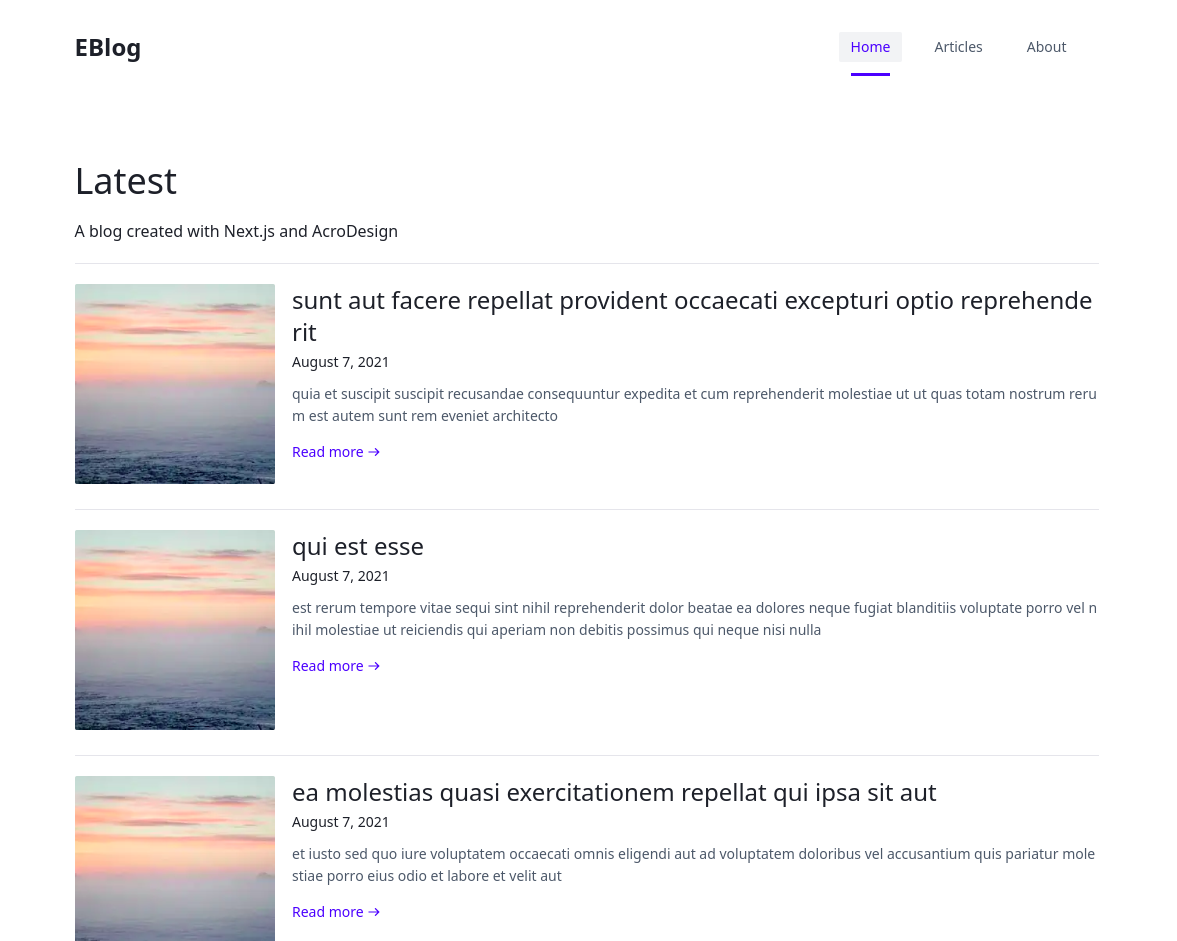 EBlog
Home
Articles
About
Latest
A blog created with Next.js and AcroDesign
sunt aut facere repellat provident occaecati excepturi optio reprehende
rit
August 7, 2021
quia et suscipit suscipit recusandae consequuntur expedita et cum reprehenderit molestiae ut ut quas totam nostrum reru
m est autem sunt rem eveniet architecto
Read more →
qui est esse
August 7, 2021
est rerum tempore vitae sequi sint nihil reprehenderit dolor beatae ea dolores neque fugiat blanditiis voluptate porro vel n
ihil molestiae ut reiciendis qui aperiam non debitis possimus qui neque nisi nulla
Read more →
ea molestias quasi exercitationem repellat qui ipsa sit aut
August 7, 2021
et iusto sed quo iure voluptatem occaecati omnis eligendi aut ad voluptatem doloribus vel accusantium quis pariatur mole
stiae porro eius odio et labore et velit aut
Read more →